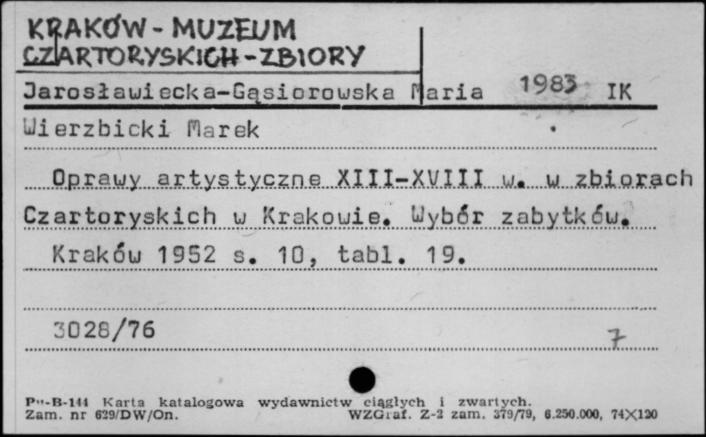 KRAKÓW - MUZEUM
CZARTORYSKICH - ZBIORY
Jarosławiecka-Gąsiorowska Maria 1983 IK
Wierzbicki Marek
Oprawy artystyczne XIII-XVIII w. w zbiorach
Czartoryskich w Krakowie. Wybór zabytków.
Kraków 1952 s. 10, tabl. 19.
3028/76 7
Pu-B-144 Karta katalogowa wydawnictw ciągłych i zwartych.
Zam. nr 629/DW/On. WZGraf. Z-2 zam. 379/79, 6.250.000, 74X120